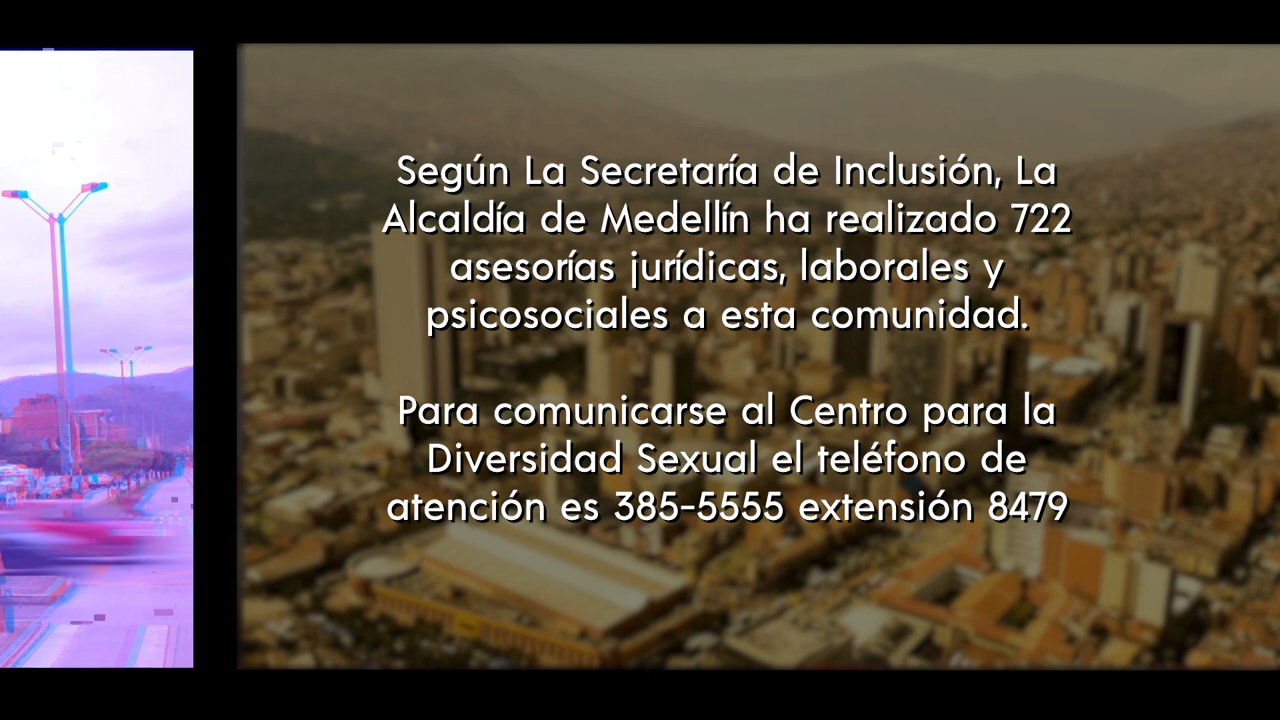 Según La Secretaría de Inclusión, La
Alcaldía de Medellín ha realizado 722
asesorías jurídicas, laborales y
psicosociales a esta comunidad.
Para comunicarse al Centro para la
Diversidad Sexual el teléfono de
atención es 385-5555 extensión 8479